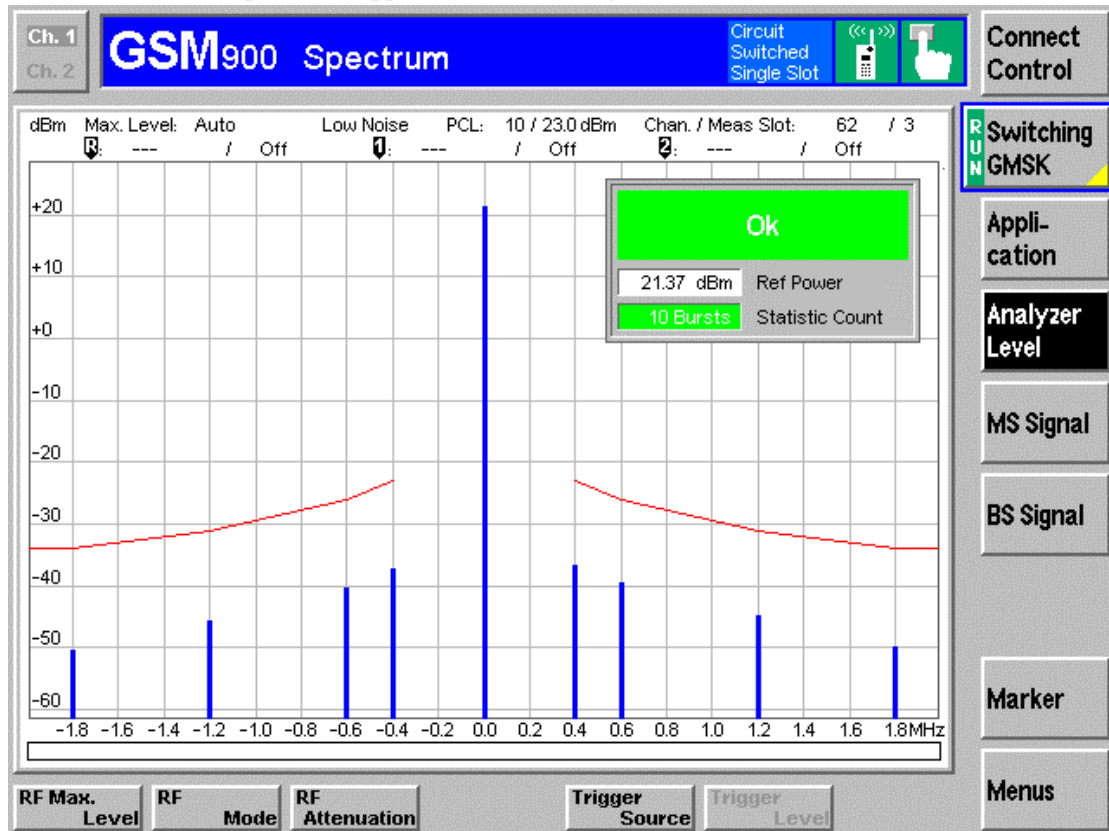 Ch. 1
Ch. 2
GSM900 Spectrum
Circuit
Switched
Single Slot
Connect
Control
dBm Max. Level: Auto Low Noise PCL: 10 / 23.0 dBm Chan. / Meas Slot: 62 / 3
R: --- / Off 1: --- / Off 2: --- / Off
RUN
Switching
GMSK
Appli-
cation
Analyzer
Level
MS Signal
BS Signal
Marker
Menus
Ok
21.37 dBm Ref Power
10 Bursts Statistic Count
+20
+10
+0
-10
-20
-30
-40
-50
-60
-1.8 -1.6 -1.4 -1.2 -1.0 -0.8 -0.6 -0.4 -0.2 0.0 0.2 0.4 0.6 0.8 1.0 1.2 1.4 1.6 1.8MHz
RF Max.
Level
RF
Mode
RF
Attenuation
Trigger
Source
Trigger
Level